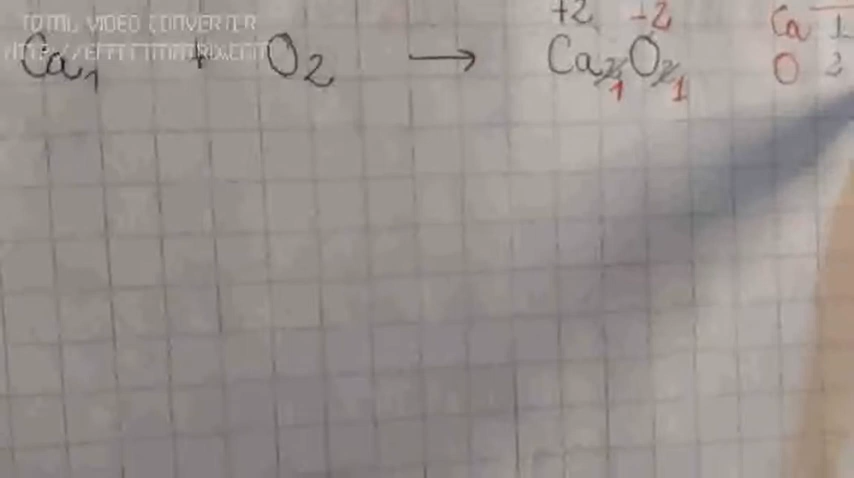 TOTAL VIDEO CONVERTER
+2 -2
Ca1 + O2 → Ca2O2
1 1
Ca 1
O 2